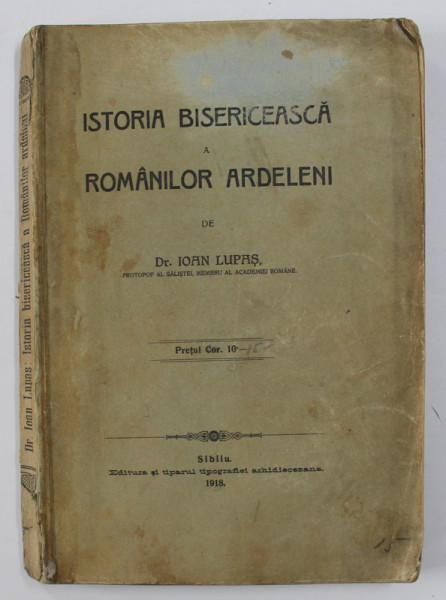 ISTORIA BISERICEASCĂ
A
ROMÂNILOR ARDELENI
DE
Dr. IOAN LUPAȘ,
PROTOPOP AL SĂLIȘTEI, MEMBRU AL ACADEMIEI ROMÂNE.
Prețul Cor. 10·—
Sibiiu.
Editura și tiparul tipografiei arhidiecezane.
1918.
15-
Dr. Ioan Lupaș: Istoria bisericească a Românilor ardeleni